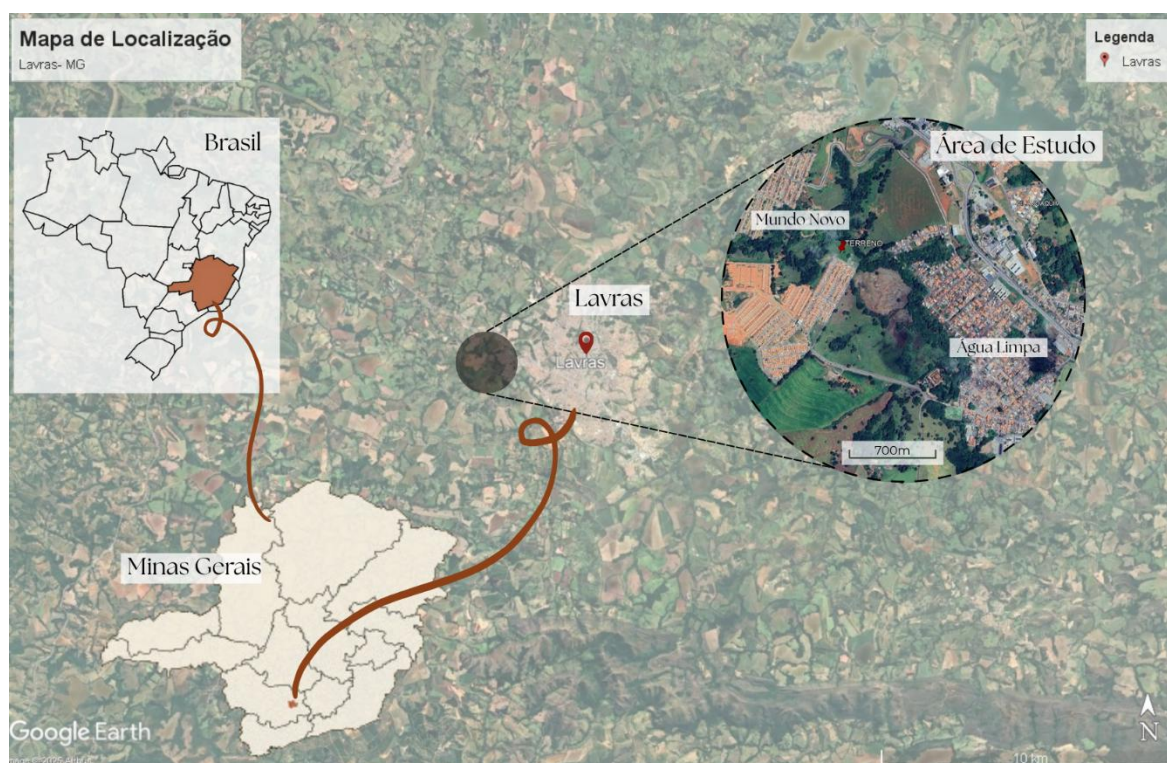 Mapa de Localização
Lavras- MG
Legenda
Lavras
Brasil
Área de Estudo
Mundo Novo
TERRENO
Lavras
Lavras
Água Limpa
700m
Minas Gerais
Google Earth
N
10 km